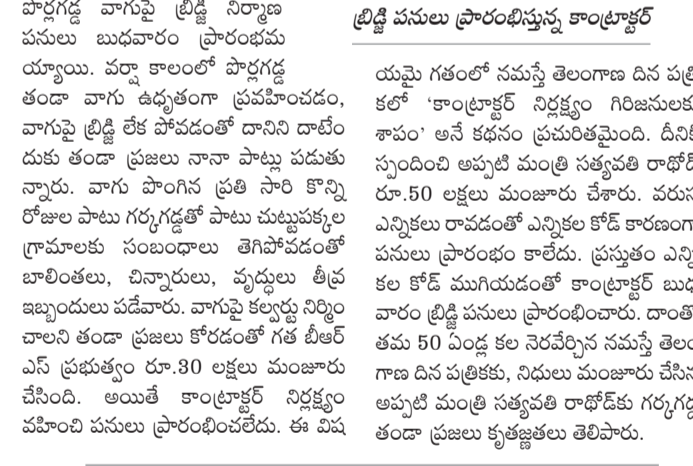 పొర్లగడ్డ వాగుపై బ్రిడ్జి నిర్మాణ
పనులు బుధవారం ప్రారంభమ
య్యాయి. వర్షా కాలంలో పొర్లగడ్డ
తండా వాగు ఉధృతంగా ప్రవహించడం,
వాగుపై బ్రిడ్జి లేక పోవడంతో దానిని దాటేం
దుకు తండా ప్రజలు నానా పాట్లు పడుతు
న్నారు. వాగు పొంగిన ప్రతి సారి కొన్ని
రోజుల పాటు గర్కగడ్డతో పాటు చుట్టుపక్కల
గ్రామాలకు సంబంధాలు తెగిపోవడంతో
బాలింతలు, చిన్నారులు, వృద్ధులు తీవ్ర
ఇబ్బందులు పడేవారు. వాగుపై కల్వర్టు నిర్మిం
చాలని తండా ప్రజలు కోరడంతో గత బీఆర్
ఎస్ ప్రభుత్వం రూ.30 లక్షలు మంజూరు
చేసింది. అయితే కాంట్రాక్టర్ నిర్లక్ష్యం
వహించి పనులు ప్రారంభించలేదు. ఈ విష
బ్రిడ్జి పనులు ప్రారంభిస్తున్న కాంట్రాక్టర్
యమై గతంలో నమస్తే తెలంగాణ దిన పత్రి
కలో ‘కాంట్రాక్టర్ నిర్లక్ష్యం గిరిజనులకు
శాపం’ అనే కథనం ప్రచురితమైంది. దీనికి
స్పందించి అప్పటి మంత్రి సత్యవతి రాథోడ్
రూ.50 లక్షలు మంజూరు చేశారు. వరుస
ఎన్నికలు రావడంతో ఎన్నికల కోడ్ కారణంగా
పనులు ప్రారంభం కాలేదు. ప్రస్తుతం ఎన్ని
కల కోడ్ ముగియడంతో కాంట్రాక్టర్ బుధ
వారం బ్రిడ్జి పనులు ప్రారంభించారు. దాంతో
తమ 50 ఏండ్ల కల నెరవేర్చిన నమస్తే తెలం
గాణ దిన పత్రికకు, నిధులు మంజూరు చేసిన
అప్పటి మంత్రి సత్యవతి రాథోడ్‌కు గర్కగడ్డ
తండా ప్రజలు కృతజ్ఞతలు తెలిపారు.